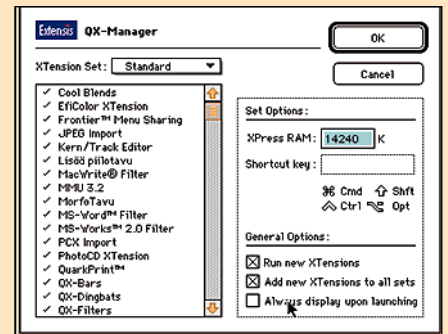 Extensis QX-Manager
OK
XTension Set: Standard
Cancel
Cool Blends
EfiColor XTension
Frontier™ Menu Sharing
JPEG Import
Kern/Track Editor
Lisää piilotavu
MacWrite® Filter
MMU 3.2
MorfoTavu
MS-Word™ Filter
MS-Works™ 2.0 Filter
PCX Import
PhotoCD XTension
QuarkPrint™
QX-Bars
QX-Dingbats
QX-Filters
Set Options:
XPress RAM: 14240 K
Shortcut key:
⌘ Cmd ⇧ Shft
Ctrl ⌥ Opt
General Options:
Run new XTensions
Add new XTensions to all sets
Always display upon launching